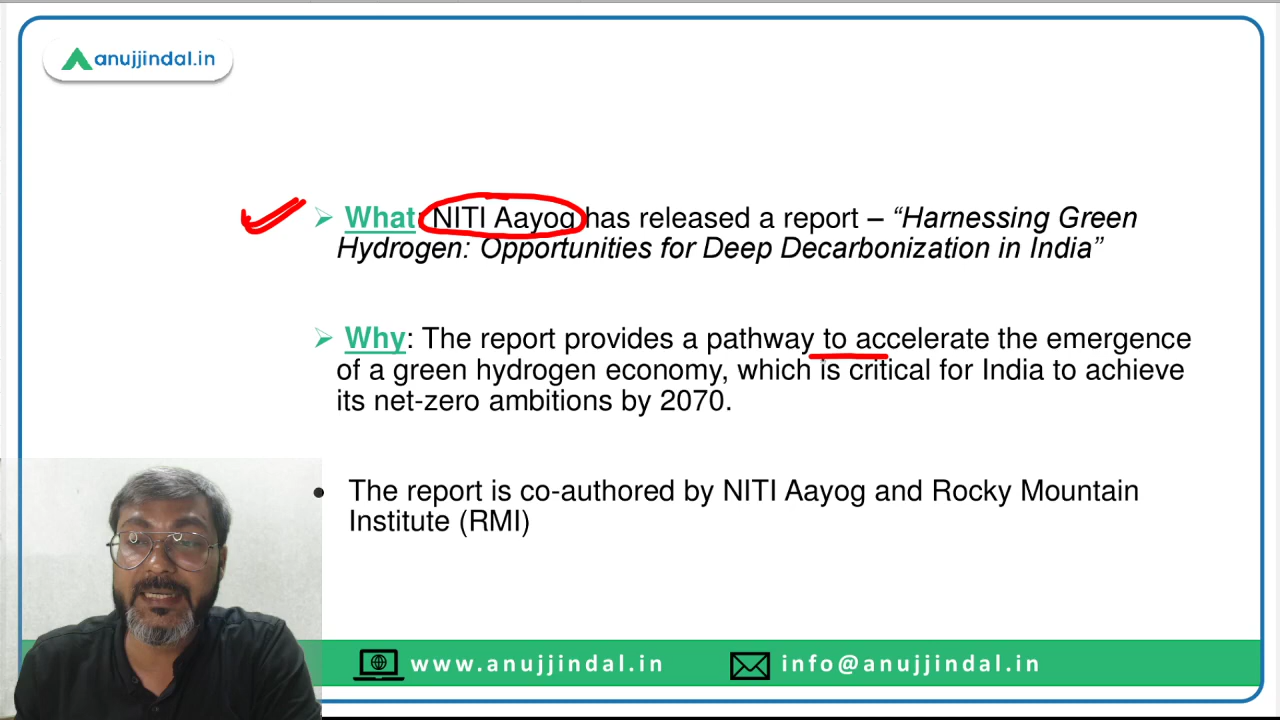 anujjindal.in
What: NITI Aayog has released a report – “Harnessing Green
Hydrogen: Opportunities for Deep Decarbonization in India”
Why: The report provides a pathway to accelerate the emergence
of a green hydrogen economy, which is critical for India to achieve
its net-zero ambitions by 2070.
The report is co-authored by NITI Aayog and Rocky Mountain
Institute (RMI)
www.anujjindal.in info@anujjindal.in